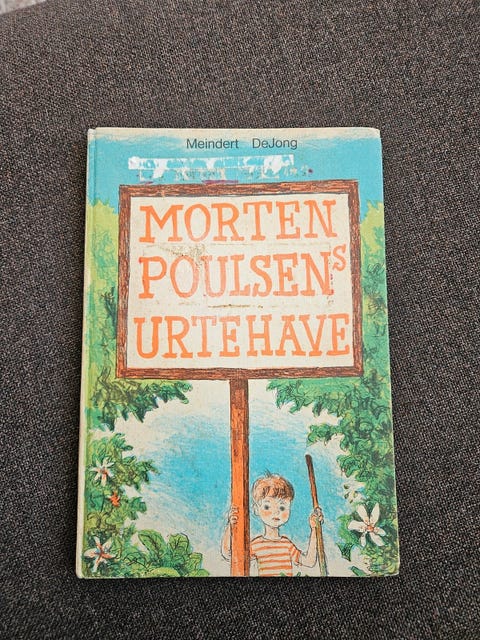 Meindert DeJong
MORTEN
POULSENS
URTEHAVE